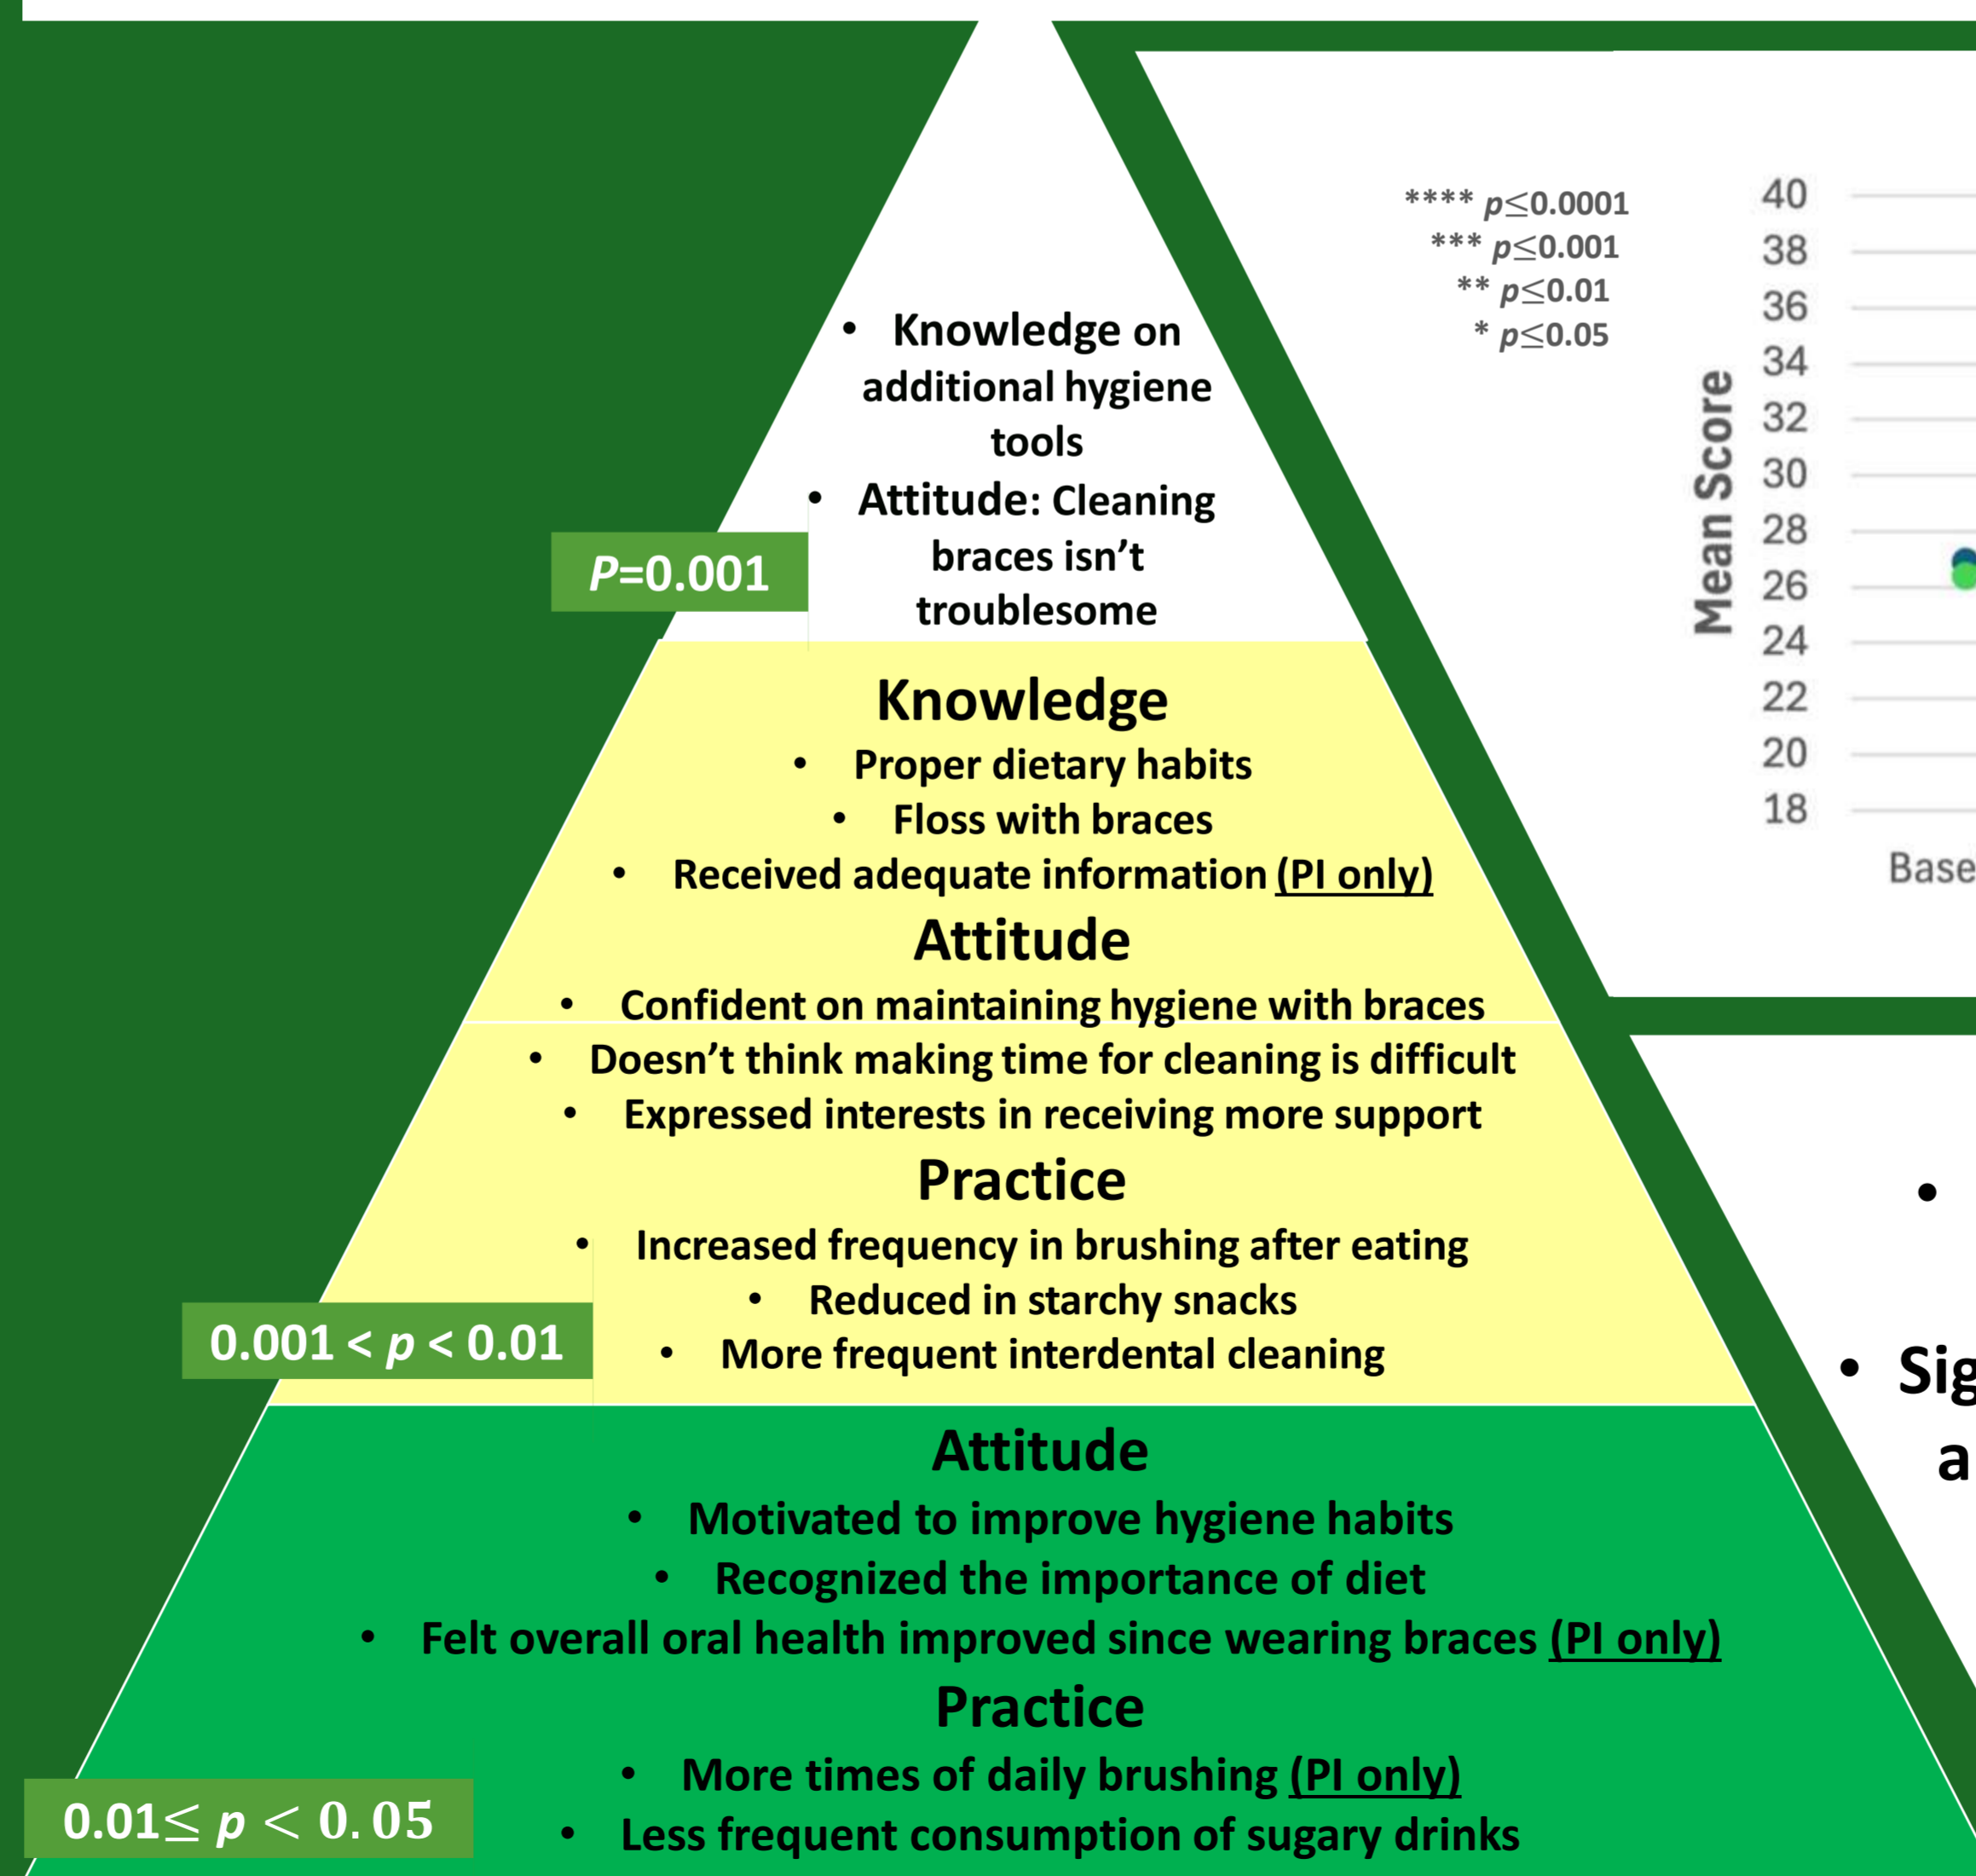 • Knowledge on
additional hygiene
tools
• Attitude: Cleaning
braces isn't
troublesome
P=0.001
Knowledge
• Proper dietary habits
• Floss with braces
• Received adequate information (PI only)
Attitude
• Confident on maintaining hygiene with braces
• Doesn't think making time for cleaning is difficult
• Expressed interests in receiving more support
Practice
• Increased frequency in brushing after eating
• Reduced in starchy snacks
• More frequent interdental cleaning
0.001 < p < 0.01
Attitude
• Motivated to improve hygiene habits
• Recognized the importance of diet
• Felt overall oral health improved since wearing braces (PI only)
Practice
• More times of daily brushing (PI only)
• Less frequent consumption of sugary drinks
0.01≤ p < 0.05
**** p≤0.0001
*** p≤0.001
** p≤0.01
* p≤0.05
Mean Score
40
38
36
34
32
30
28
26
24
22
20
18
Base
•
• Sig
a